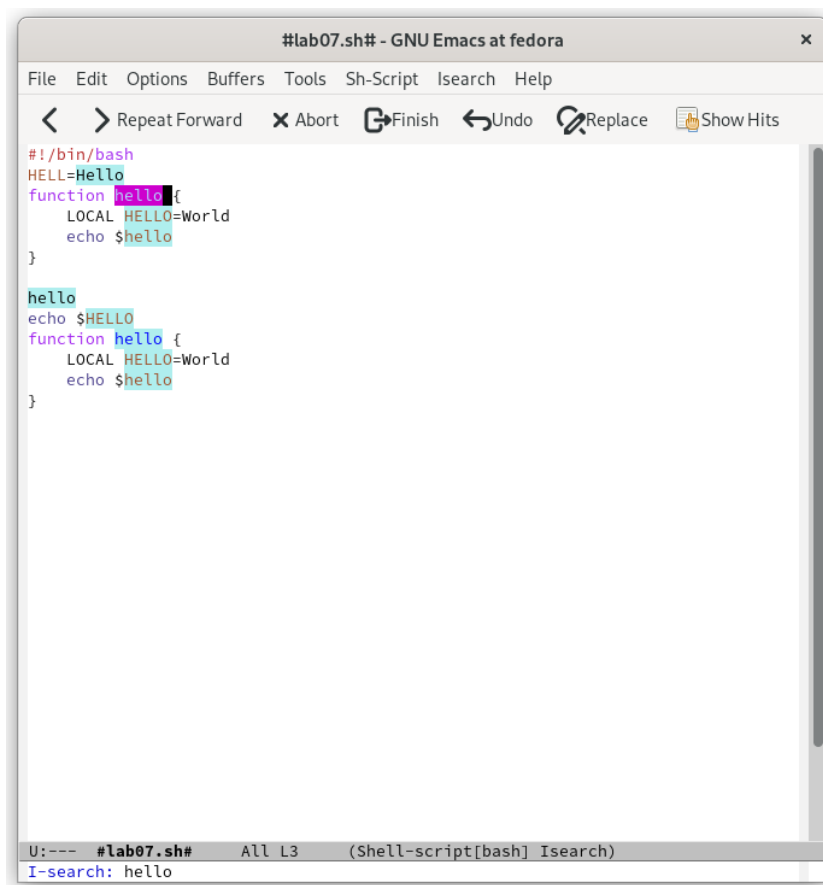 #lab07.sh# - GNU Emacs at fedora ×
File Edit Options Buffers Tools Sh-Script Isearch Help
Repeat Forward Abort Finish Undo Replace Show Hits
#!/bin/bash
HELL=Hello
function hello {
    LOCAL HELLO=World
    echo $hello
}

hello
echo $HELLO
function hello {
    LOCAL HELLO=World
    echo $hello
}
U:---  #lab07.sh#     All L3     (Shell-script[bash] Isearch)
I-search: hello